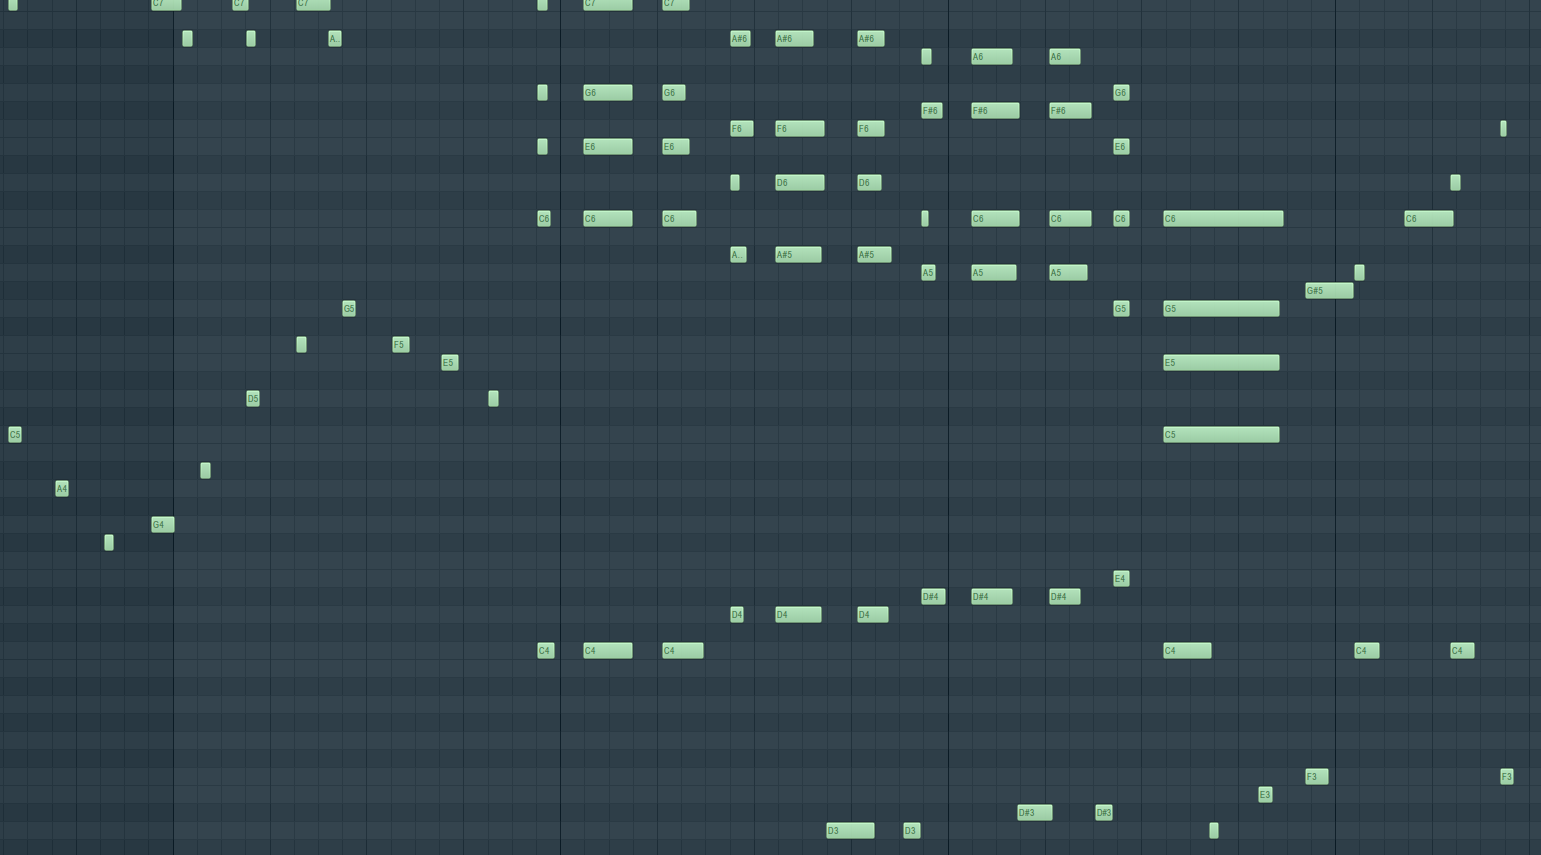 C7 C7 C7 C7 C7
A.. A#6 A#6 A#6
A6 A6
G6 G6 G6
F#6 F#6 F#6
F6 F6 F6
E6 E6 E6
D6 D6
C6 C6 C6 C6 C6 C6 C6 C6
A... A#5 A#5
A5 A5 A5
G#5
G5 G5 G5
F5
E5 E5
D5
C5 C5
A4
G4
E4
D#4 D#4 D#4
D4 D4 D4
C4 C4 C4 C4 C4 C4
F3 F3
E3
D#3 D#3
D3 D3